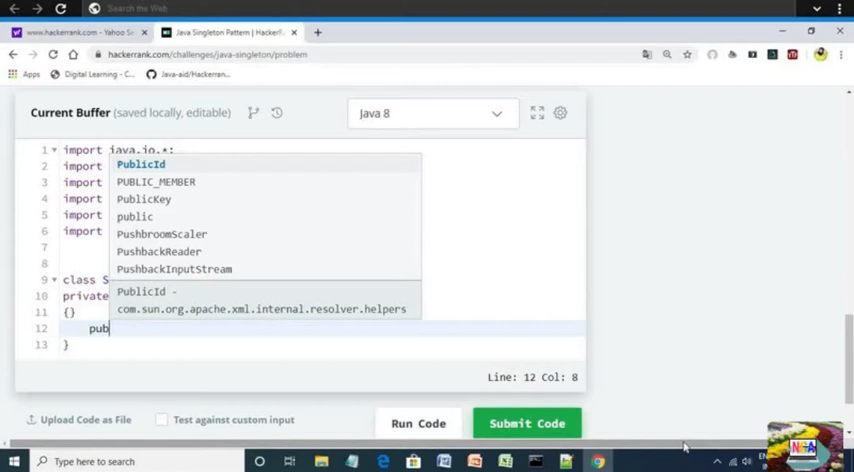 Search the Web
www.hackerrank.com - Yahoo Se
Java Singleton Pattern | HackerR
hackerrank.com/challenges/java-singleton/problem
Apps
Digital Learning - C...
Java-aid/Hackerran...
Current Buffer (saved locally, editable)
Java 8
1 import java.io.*;
2 import
3 import
4 import
5 import
6 import
7
8
9 class S
10 private
11 {}
12 pub
13 }
PublicId
PUBLIC_MEMBER
PublicKey
public
PushbroomScaler
PushbackReader
PushbackInputStream
PublicId -
com.sun.org.apache.xml.internal.resolver.helpers
Line: 12 Col: 8
Upload Code as File
Test against custom input
Run Code
Submit Code
Type here to search
EN